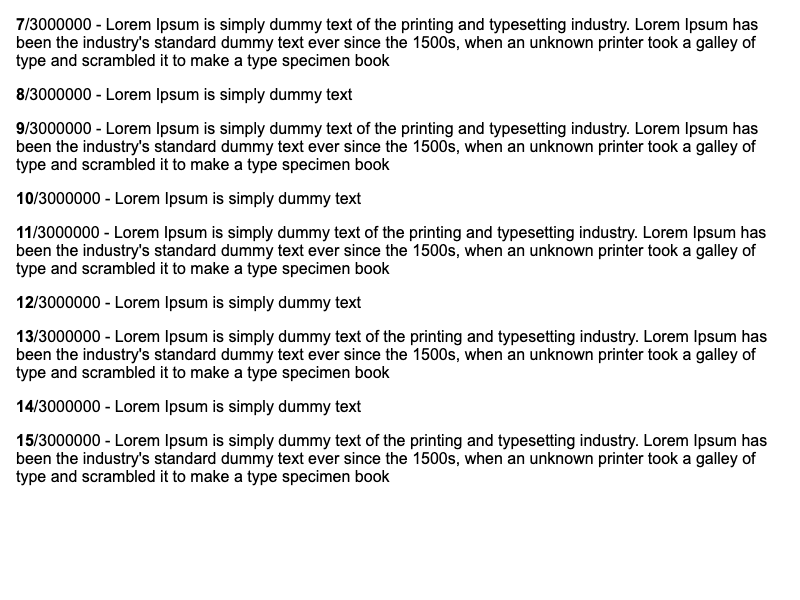 7/3000000 - Lorem Ipsum is simply dummy text of the printing and typesetting industry. Lorem Ipsum has
been the industry's standard dummy text ever since the 1500s, when an unknown printer took a galley of
type and scrambled it to make a type specimen book
8/3000000 - Lorem Ipsum is simply dummy text
9/3000000 - Lorem Ipsum is simply dummy text of the printing and typesetting industry. Lorem Ipsum has
been the industry's standard dummy text ever since the 1500s, when an unknown printer took a galley of
type and scrambled it to make a type specimen book
10/3000000 - Lorem Ipsum is simply dummy text
11/3000000 - Lorem Ipsum is simply dummy text of the printing and typesetting industry. Lorem Ipsum has
been the industry's standard dummy text ever since the 1500s, when an unknown printer took a galley of
type and scrambled it to make a type specimen book
12/3000000 - Lorem Ipsum is simply dummy text
13/3000000 - Lorem Ipsum is simply dummy text of the printing and typesetting industry. Lorem Ipsum has
been the industry's standard dummy text ever since the 1500s, when an unknown printer took a galley of
type and scrambled it to make a type specimen book
14/3000000 - Lorem Ipsum is simply dummy text
15/3000000 - Lorem Ipsum is simply dummy text of the printing and typesetting industry. Lorem Ipsum has
been the industry's standard dummy text ever since the 1500s, when an unknown printer took a galley of
type and scrambled it to make a type specimen book